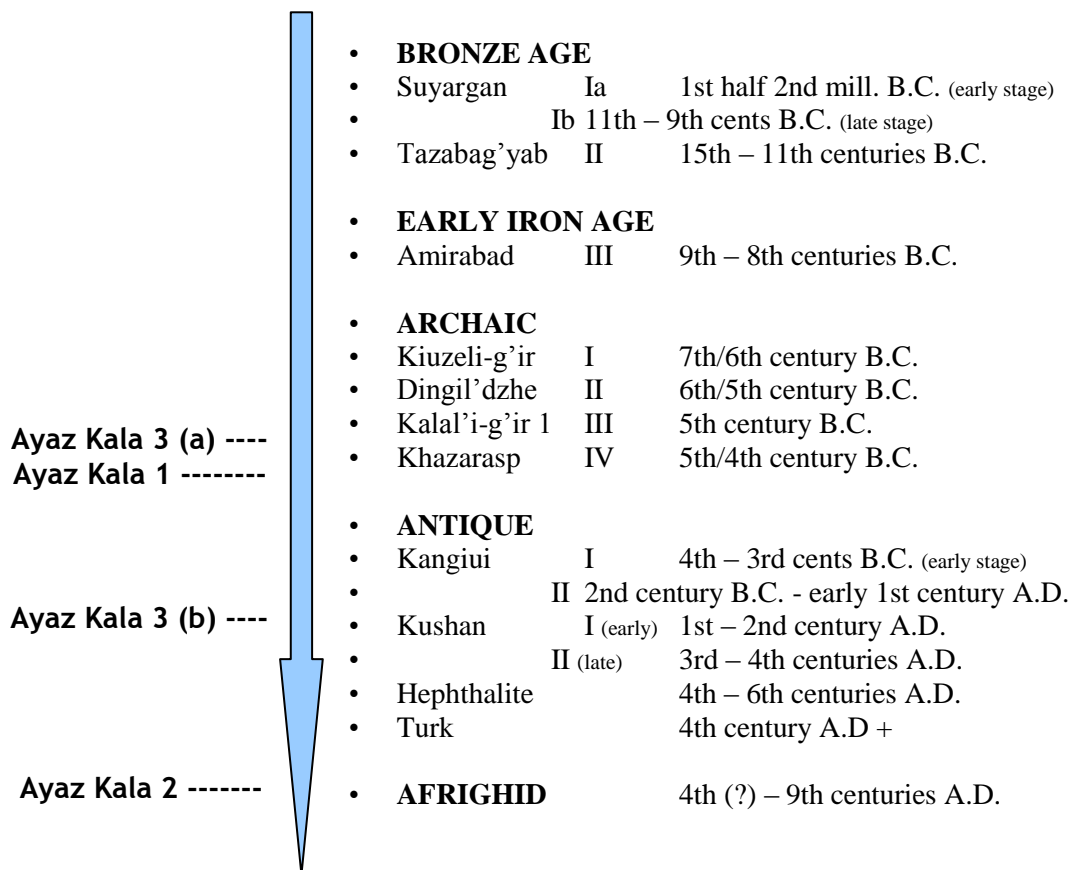 • BRONZE AGE
• Suyargan Ia 1st half 2nd mill. B.C. (early stage)
• Ib 11th – 9th cents B.C. (late stage)
• Tazabag’yab II 15th – 11th centuries B.C.
• EARLY IRON AGE
• Amirabad III 9th – 8th centuries B.C.
• ARCHAIC
• Kiuzeli-g’ir I 7th/6th century B.C.
• Dingil’dzhe II 6th/5th century B.C.
• Kalal’i-g’ir 1 III 5th century B.C.
Ayaz Kala 3 (a) ----
• Khazarasp IV 5th/4th century B.C.
Ayaz Kala 1 --------
• ANTIQUE
• Kangiui I 4th – 3rd cents B.C. (early stage)
• II 2nd century B.C. - early 1st century A.D.
Ayaz Kala 3 (b) ----
• Kushan I (early) 1st – 2nd century A.D.
• II (late) 3rd – 4th centuries A.D.
• Hephthalite 4th – 6th centuries A.D.
• Turk 4th century A.D +
Ayaz Kala 2 -------
• AFRIGHID 4th (?) – 9th centuries A.D.